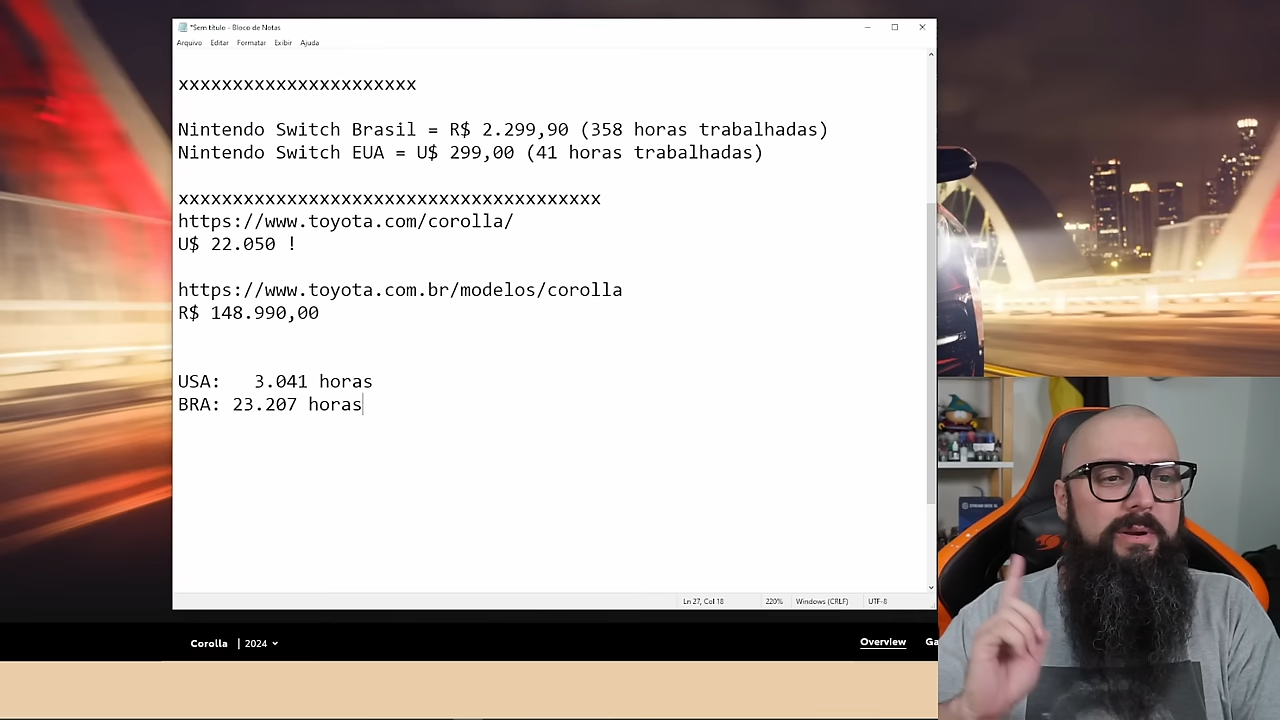 *Sem título - Bloco de Notas
Arquivo Editar Formatar Exibir Ajuda
xxxxxxxxxxxxxxxxxxxxxx
Nintendo Switch Brasil = R$ 2.299,90 (358 horas trabalhadas)
Nintendo Switch EUA = U$ 299,00 (41 horas trabalhadas)
xxxxxxxxxxxxxxxxxxxxxxxxxxxxxxxxxxxxxxx
https://www.toyota.com/corolla/
U$ 22.050 !
https://www.toyota.com.br/modelos/corolla
R$ 148.990,00
USA: 3.041 horas
BRA: 23.207 horas
Ln 27, Col 18 220% Windows (CRLF) UTF-8
Corolla | 2024 Overview Ga